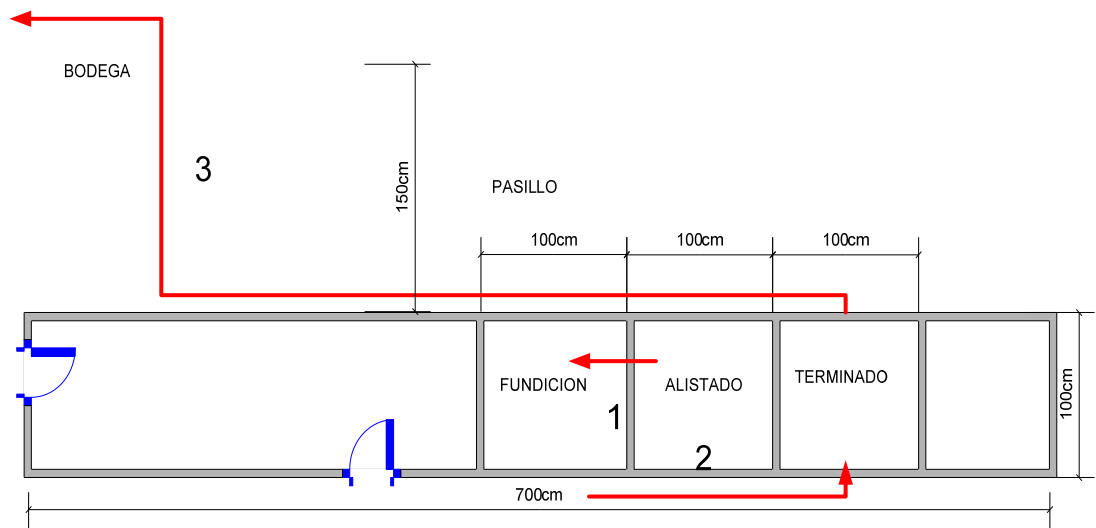 BODEGA
3
150cm
PASILLO
100cm 100cm 100cm
FUNDICION ALISTADO TERMINADO
100cm
1
2
700cm